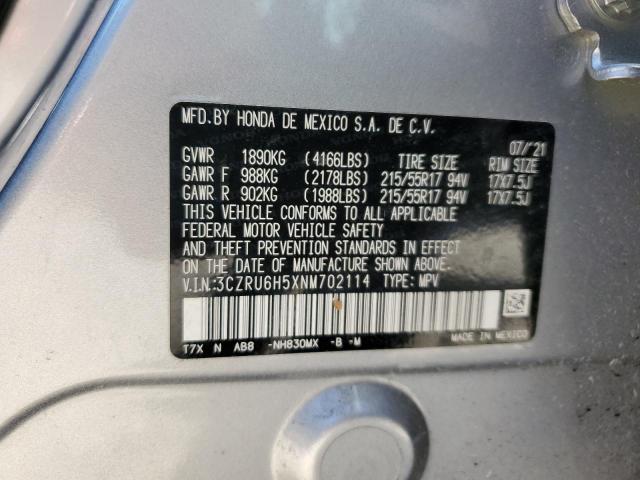 MFD.BY HONDA DE MEXICO S.A. DE C.V.
07/'21
GVWR 1890KG (4166LBS) TIRE SIZE RIM SIZE
GAWR F 988KG (2178LBS) 215/55R17 94V 17X7.5J
GAWR R 902KG (1988LBS) 215/55R17 94V 17X7.5J
THIS VEHICLE CONFORMS TO ALL APPLICABLE
FEDERAL MOTOR VEHICLE SAFETY
AND THEFT PREVENTION STANDARDS IN EFFECT
ON THE DATE OF MANUFACTURE SHOWN ABOVE.
V.I.N.:3CZRU6H5XNM702114 TYPE: MPV
T7X N AB8 -NH830MX -B -M
MADE IN MEXICO